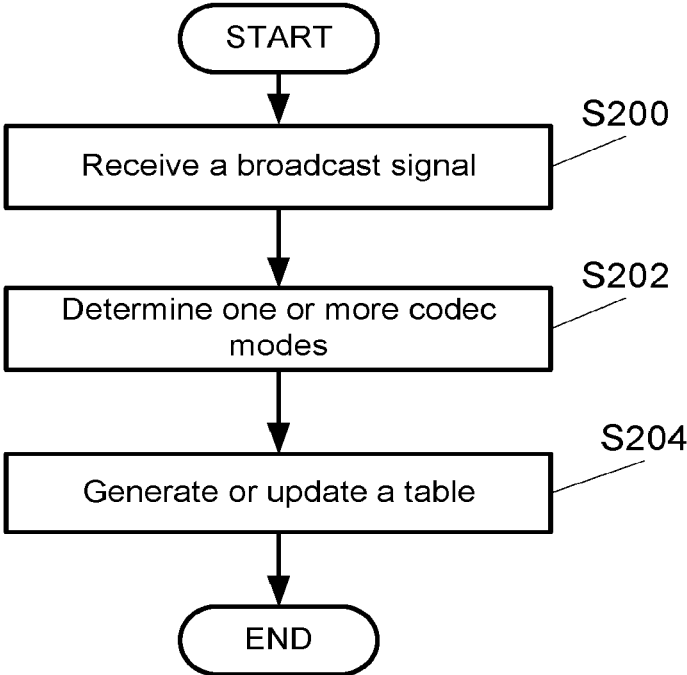 START
S200
Receive a broadcast signal
S202
Determine one or more codec
modes
S204
Generate or update a table
END